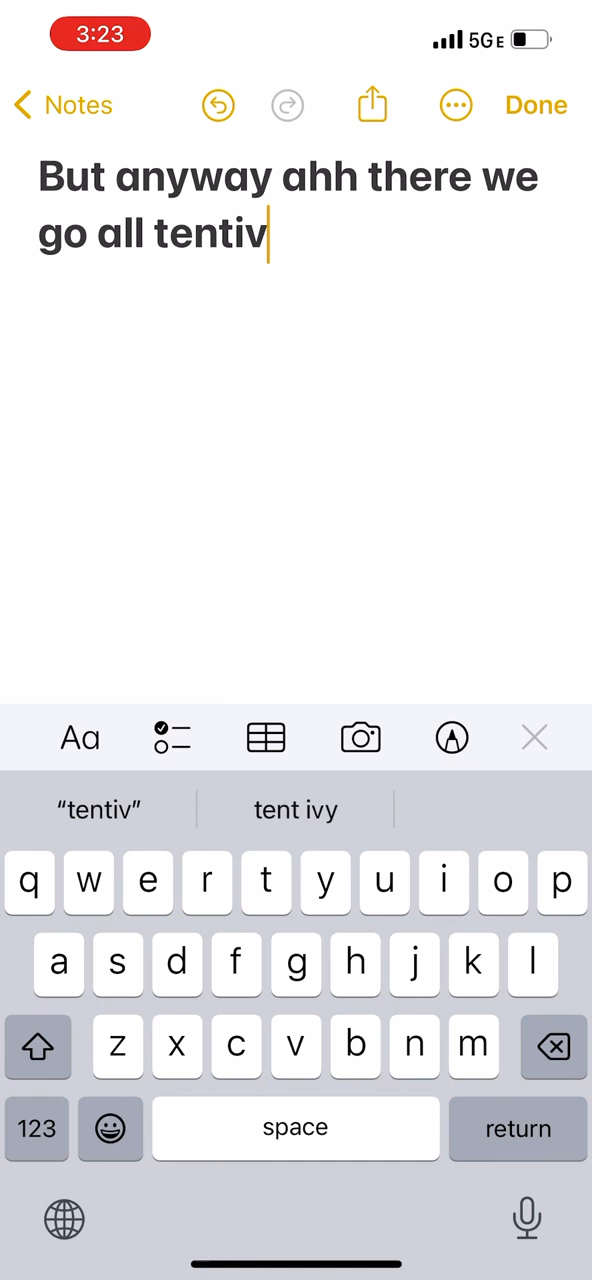 3:23
5GE
Notes
Done
But anyway ahh there we
go all tentiv
Aa
“tentiv”
tent ivy
q w e r t y u i o p
a s d f g h j k l
z x c v b n m
123
space
return